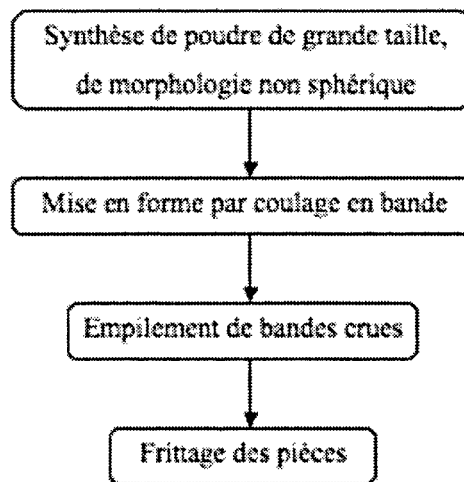 Synthèse de poudre de grande taille,
de morphologie non sphérique
Mise en forme par coulage en bande
Empilement de bandes crues
Frittage des pièces